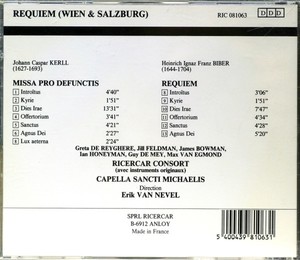 REQUIEM (WIEN & SALZBURG)
RIC 081063
DDD
Johann Caspar KERLL
(1627-1693)
MISSA PRO DEFUNCTIS
1 Introitus 4'40"
2 Kyrie 1'51"
3 Dies Irae 13'31"
4 Offertorium 3'41"
5 Sanctus 4'21"
6 Agnus Dei 2'27"
7 Lux aeterna 2'24"
Heinrich Ignaz Franz BIBER
(1644-1704)
REQUIEM
8 Introitus 3'06"
9 Kyrie 1'51"
10 Dies Irae 7'47"
11 Offertorium 4'34"
12 Sanctus 4'28"
13 Agnus Dei 5'20"
Greta DE REYGHERE, Jill FELDMAN, James BOWMAN,
Ian HONEYMAN, Guy DE MEY, Max VAN EGMOND
RICERCAR CONSORT
(avec instruments originaux)
CAPELLA SANCTI MICHAELIS
Direction
Erik VAN NEVEL
SPRL RICERCAR
B-6912 ANLOY
Made in France
5 400439 810631